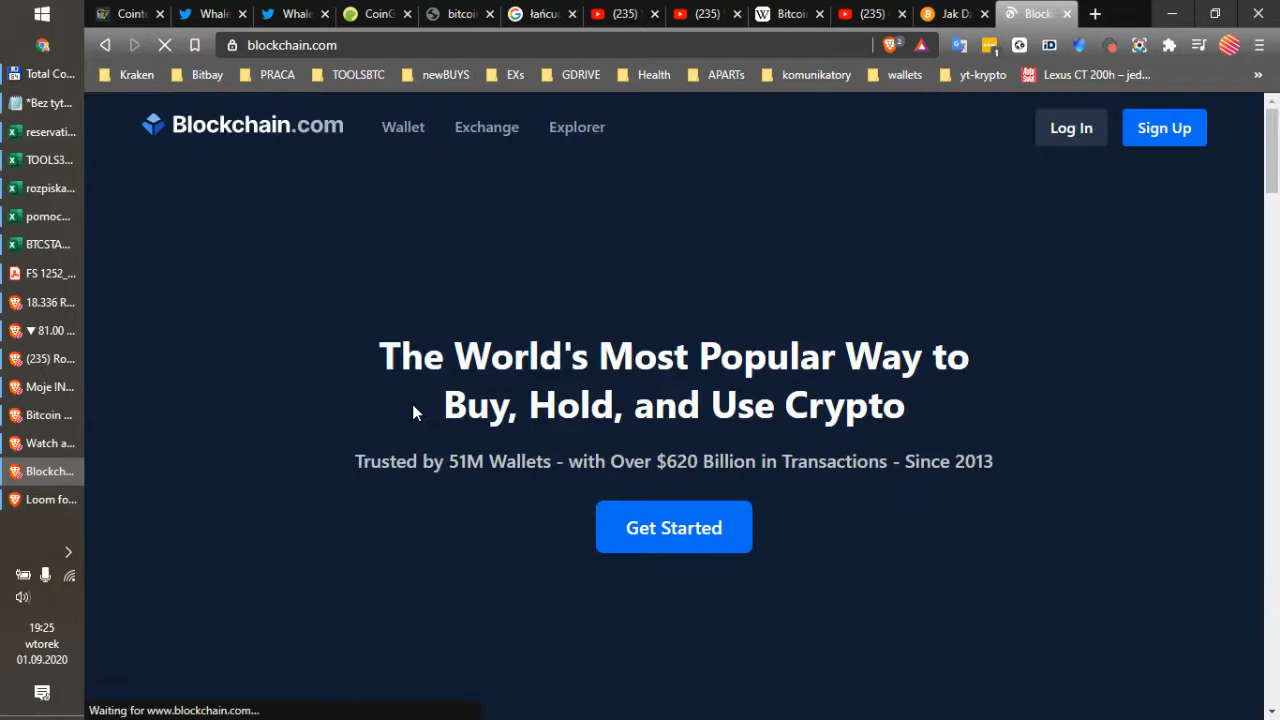 Cointe
Whale
Whale
CoinG
bitcoi
łańcu
(235)
(235)
Bitcoi
(235)
Jak Dz
Block
blockchain.com
2
1
Kraken
Bitbay
PRACA
TOOLSBTC
newBUYS
EXs
GDRIVE
Health
APARTs
komunikatory
wallets
yt-krypto
Lexus CT 200h – jed...
»
Blockchain.com
Wallet
Exchange
Explorer
Log In
Sign Up
The World's Most Popular Way to
Buy, Hold, and Use Crypto
Trusted by 51M Wallets - with Over $620 Billion in Transactions - Since 2013
Get Started
Waiting for www.blockchain.com...
Total Co...
*Bez tyt...
reservati...
TOOLS3...
rozpiska...
pomoc...
BTCSTA...
FS 1252_...
18.336 R...
▼ 81.00 ...
(235) Ro...
Moje IN...
Bitcoin ...
Watch a...
Blockch...
Loom fo...
19:25
wtorek
01.09.2020